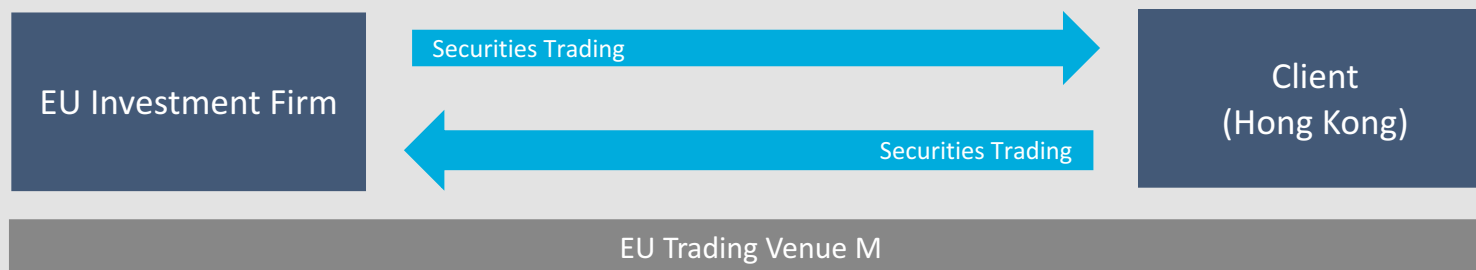 EU Investment Firm
Securities Trading
Securities Trading
Client
(Hong Kong)
EU Trading Venue M